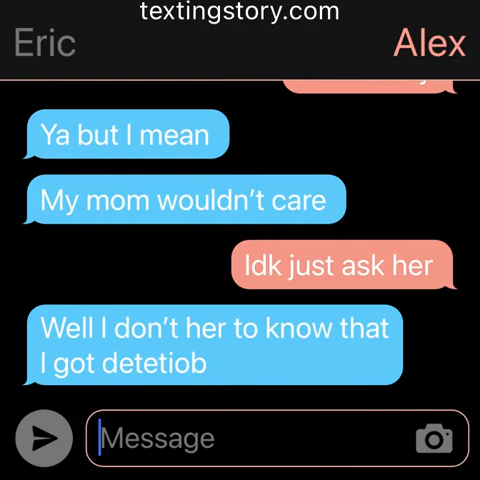 textingstory.com
Eric
Alex
Ya but I mean
My mom wouldn't care
Idk just ask her
Well I don't her to know that
I got detetiob
Message